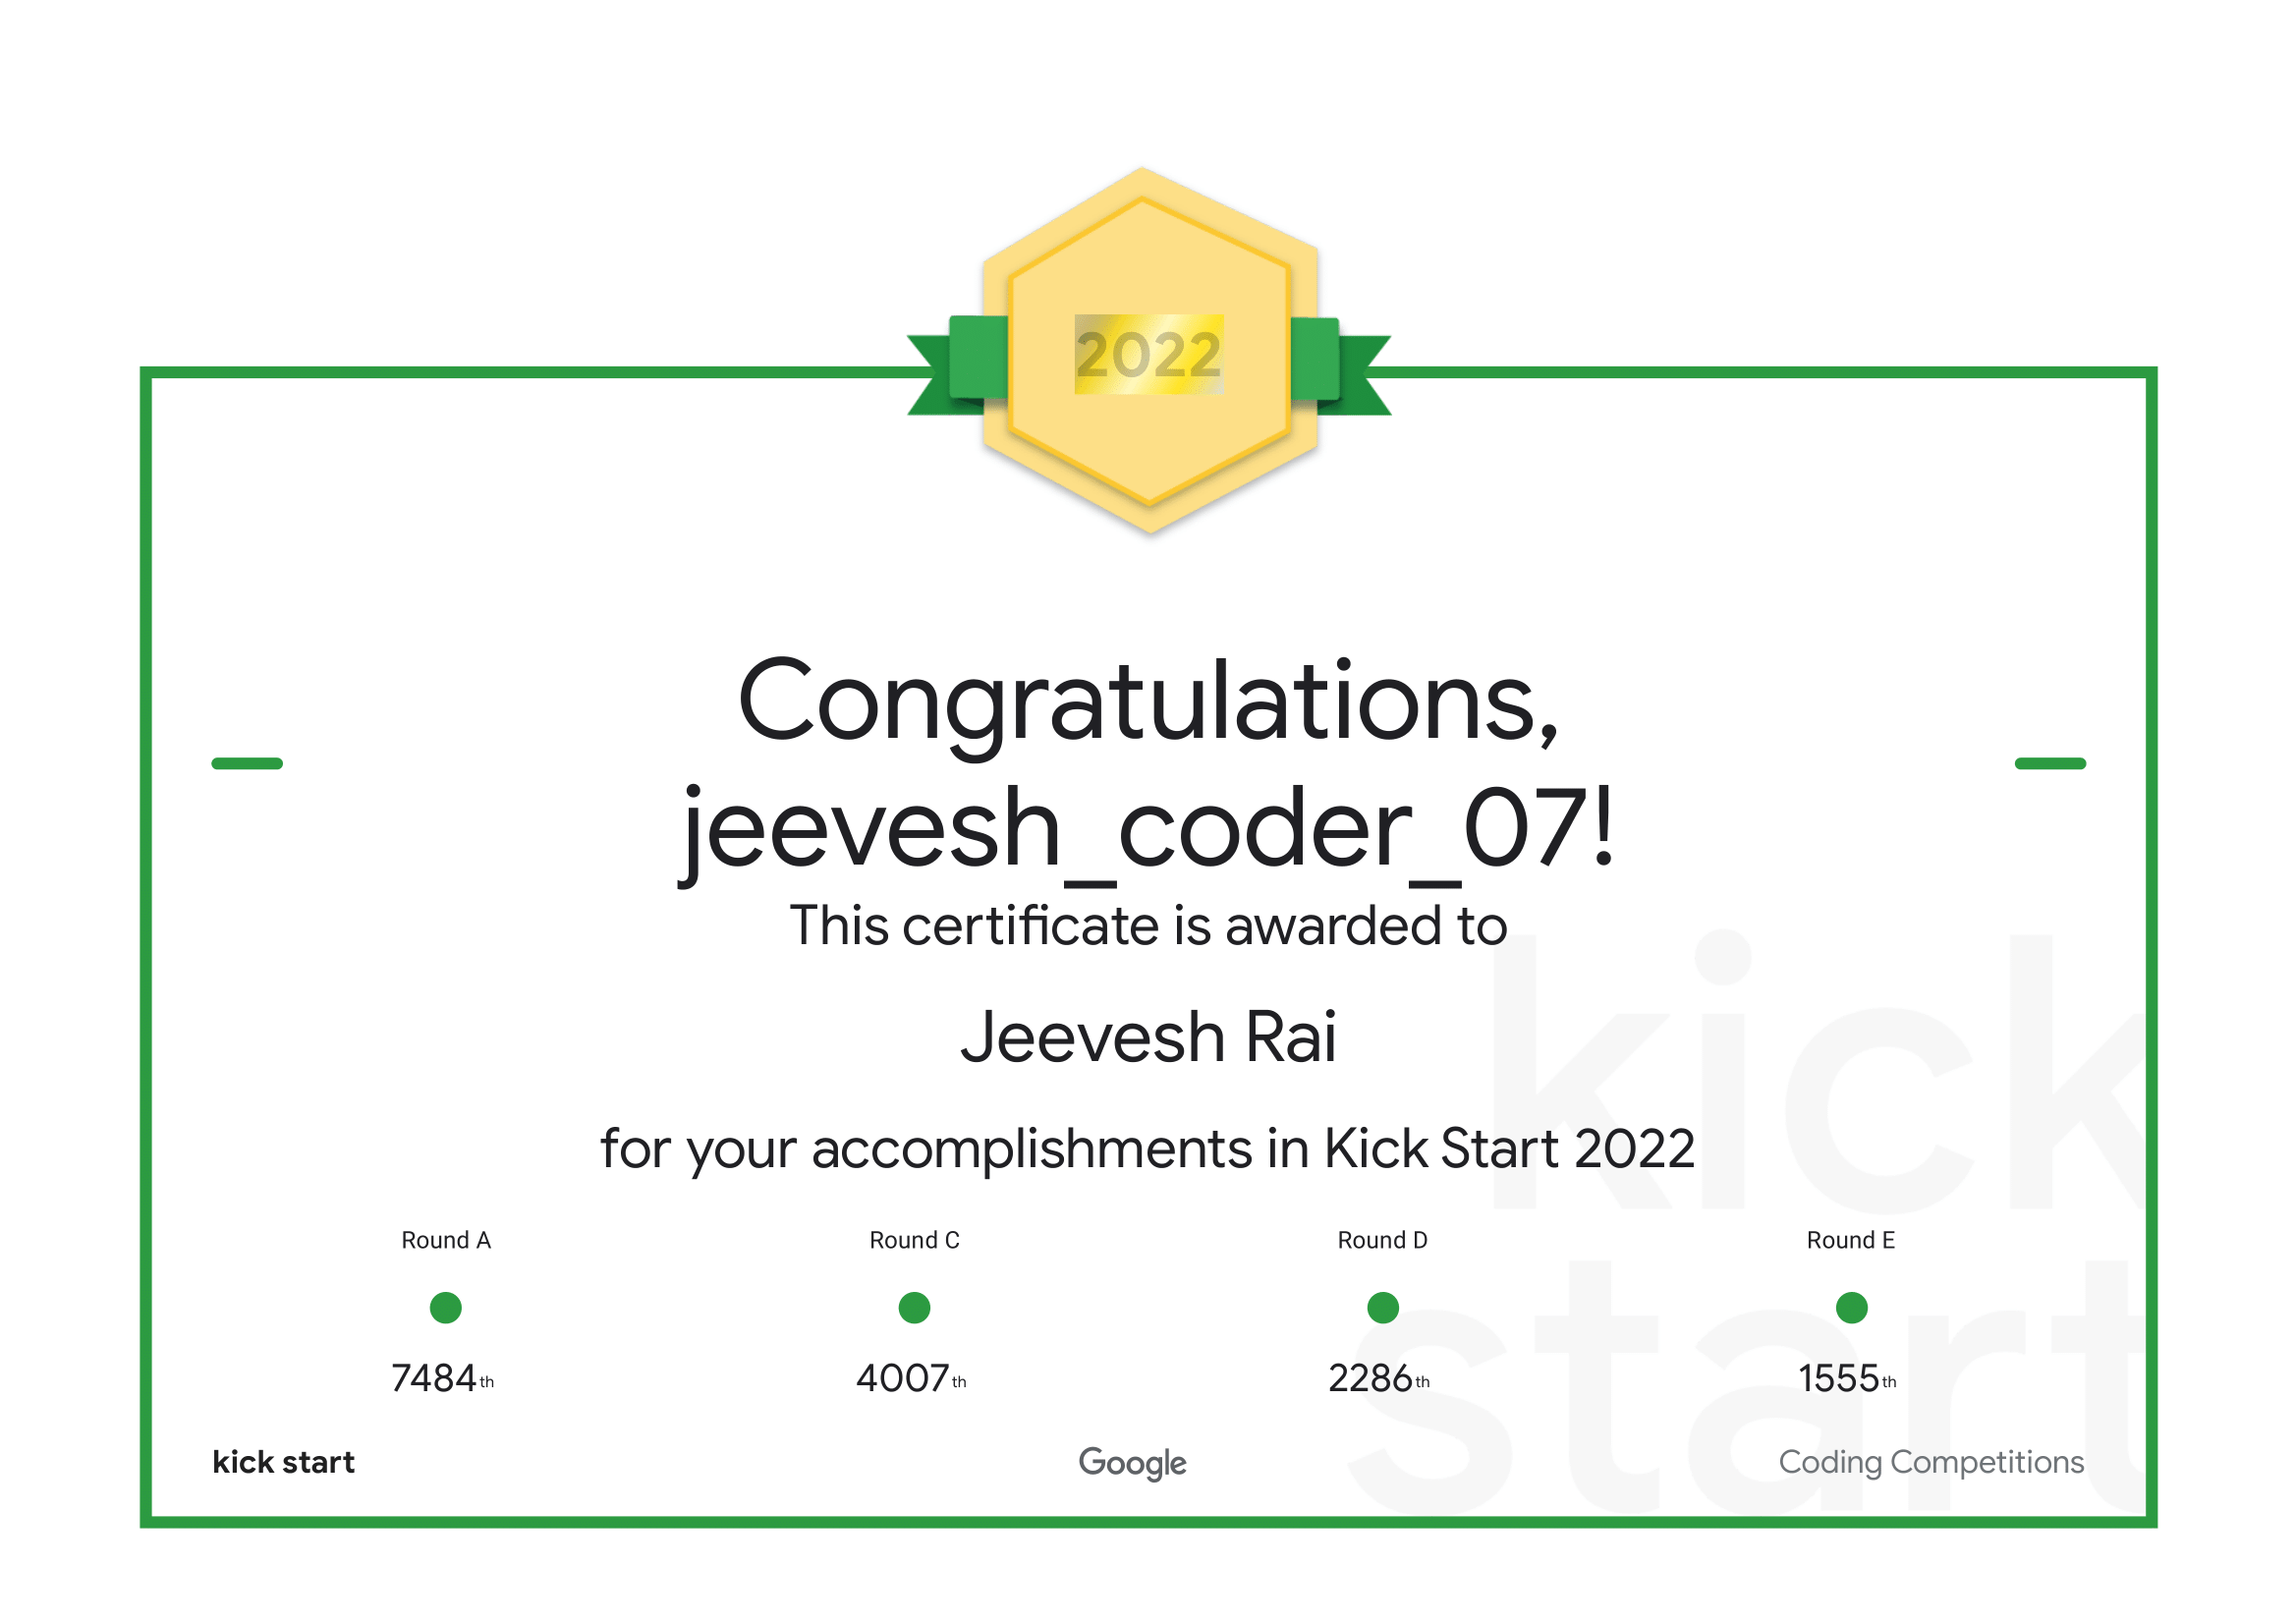 2022
Congratulations,
jeevesh_coder_07!
This certificate is awarded to
Jeevesh Rai
for your accomplishments in Kick Start 2022
Round A Round C Round D Round E
7484th 4007th 2286th 1555th
kick start Google Coding Competitions
kick
start